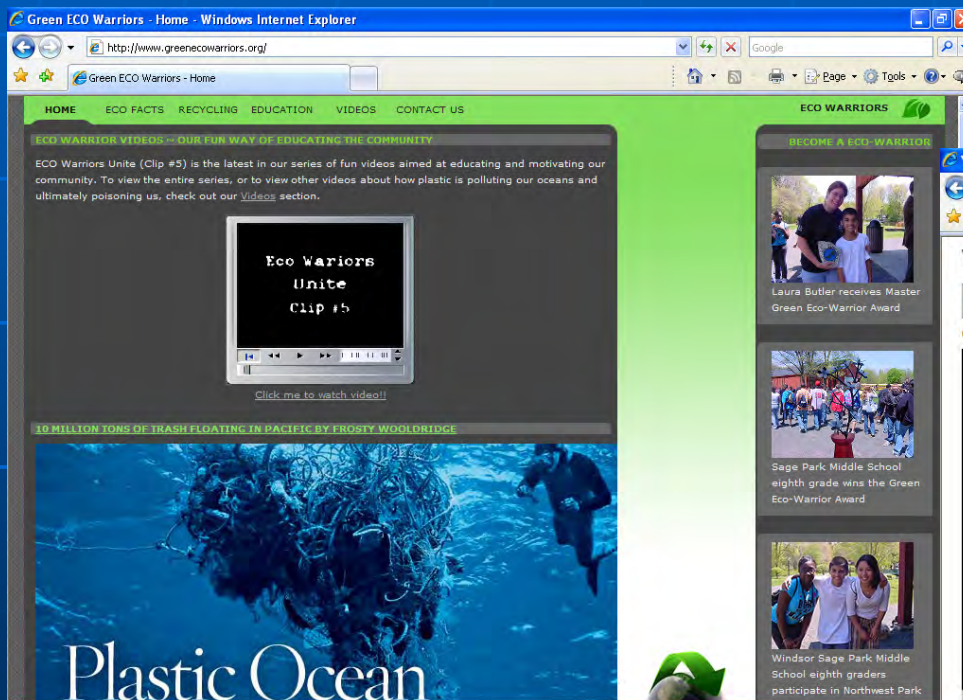 Green ECO Warriors - Home - Windows Internet Explorer
http://www.greenecowarriors.org/
Google
Green ECO Warriors - Home
Page
Tools
HOME ECO FACTS RECYCLING EDUCATION VIDEOS CONTACT US
ECO WARRIORS
ECO WARRIOR VIDEOS -- OUR FUN WAY OF EDUCATING THE COMMUNITY
ECO Warriors Unite (Clip #5) is the latest in our series of fun videos aimed at educating and motivating our
community. To view the entire series, or to view other videos about how plastic is polluting our oceans and
ultimately poisoning us, check out our Videos section.
Eco Wariors
Unite
Clip #5
Click me to watch video!!
10 MILLION TONS OF TRASH FLOATING IN PACIFIC BY FROSTY WOOLDRIDGE
Plastic Ocean
BECOME A ECO-WARRIOR
Laura Butler receives Master
Green Eco-Warrior Award
Sage Park Middle School
eighth grade wins the Green
Eco-Warrior Award
Windsor Sage Park Middle
School eighth graders
participate in Northwest Park